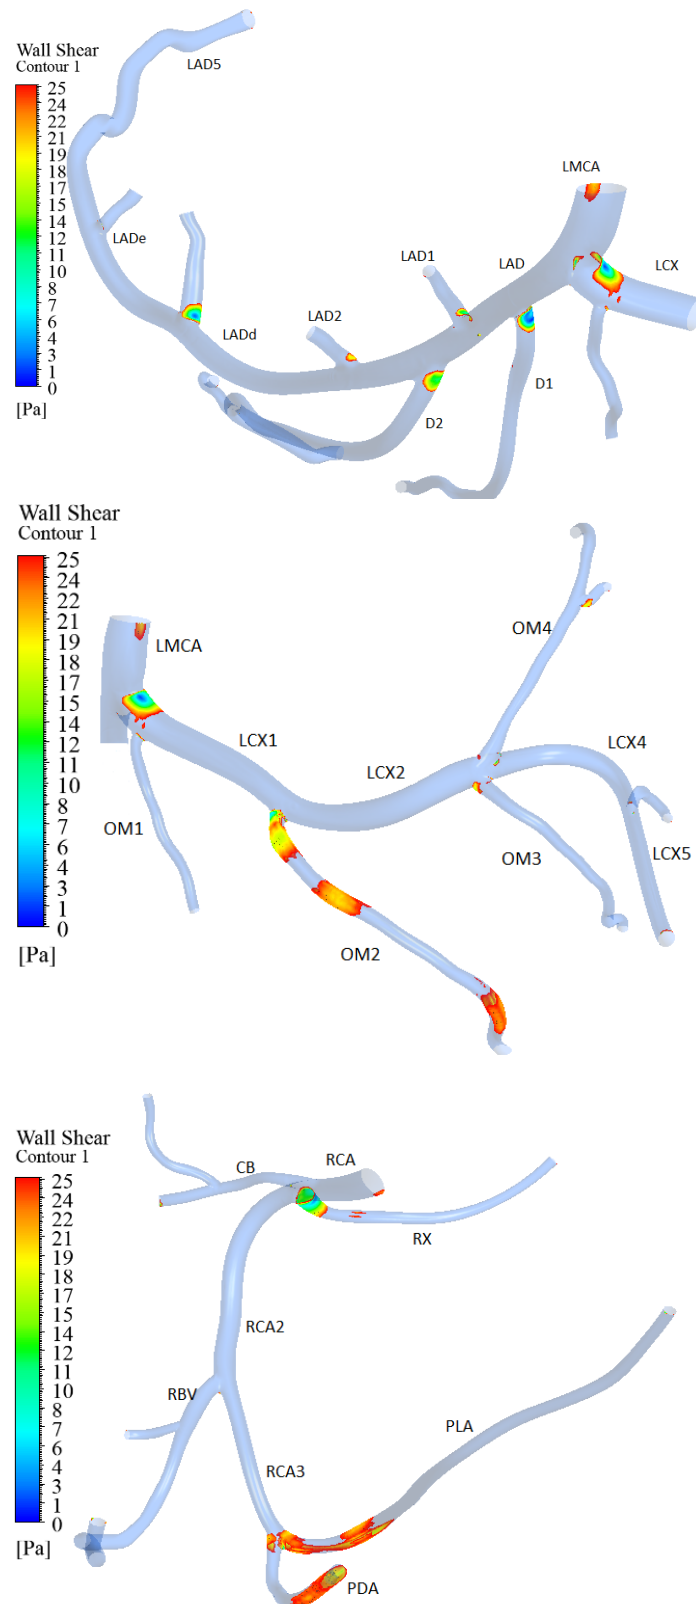 Wall Shear
Contour 1
25
24
22
21
19
18
17
15
14
12
11
10
8
7
6
4
3
1
0
[Pa]
LAD5
LMCA
LADe
LAD1
LAD
LCX
LAD2
LADd
D2
D1
Wall Shear
Contour 1
25
24
22
21
19
18
17
15
14
12
11
10
8
7
6
4
3
1
0
[Pa]
OM4
LMCA
LCX1
LCX4
LCX2
OM1
OM3
LCX5
OM2
Wall Shear
Contour 1
25
24
22
21
19
18
17
15
14
12
11
10
8
7
6
4
3
1
0
[Pa]
CB
RCA
RX
RCA2
RBV
PLA
RCA3
PDA